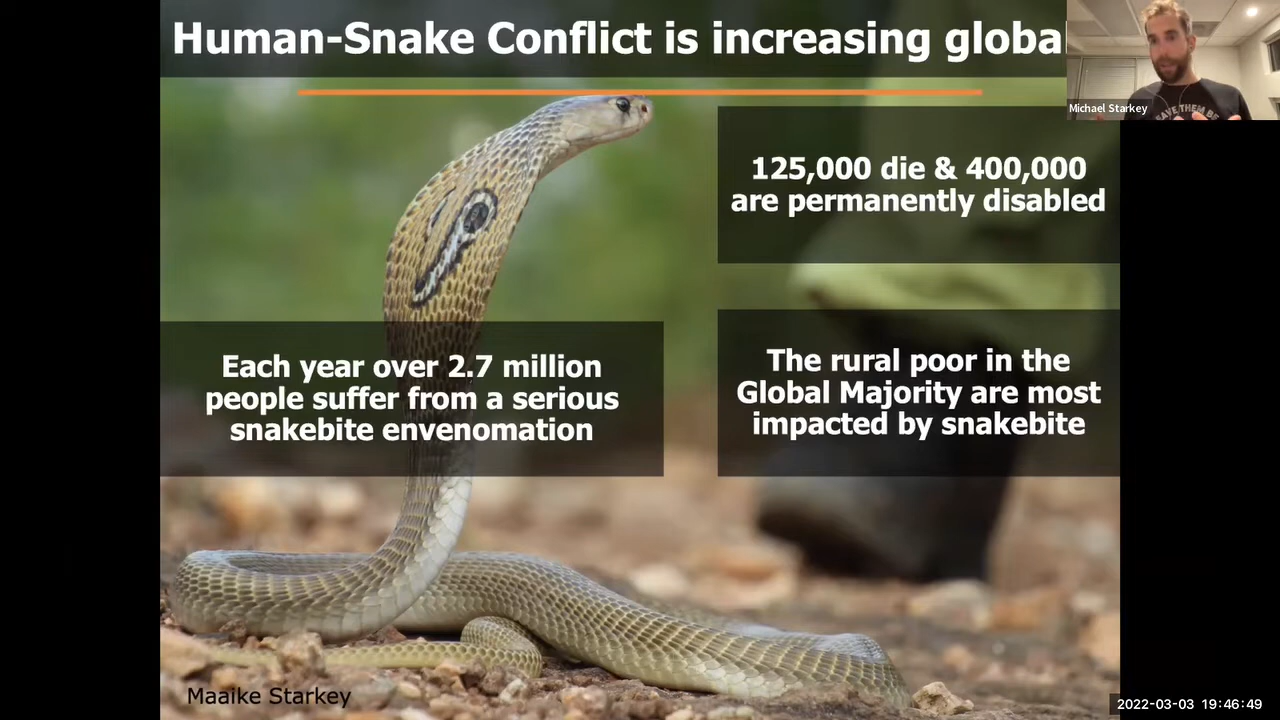 Human-Snake Conflict is increasing
Michael Starkey
125,000 die & 400,000
are permanently disabled
Each year over 2.7 million
people suffer from a serious
snakebite envenomation
The rural poor in the
Global Majority are most
impacted by snakebite
Maaike Starkey
2022-03-03 19:46:49